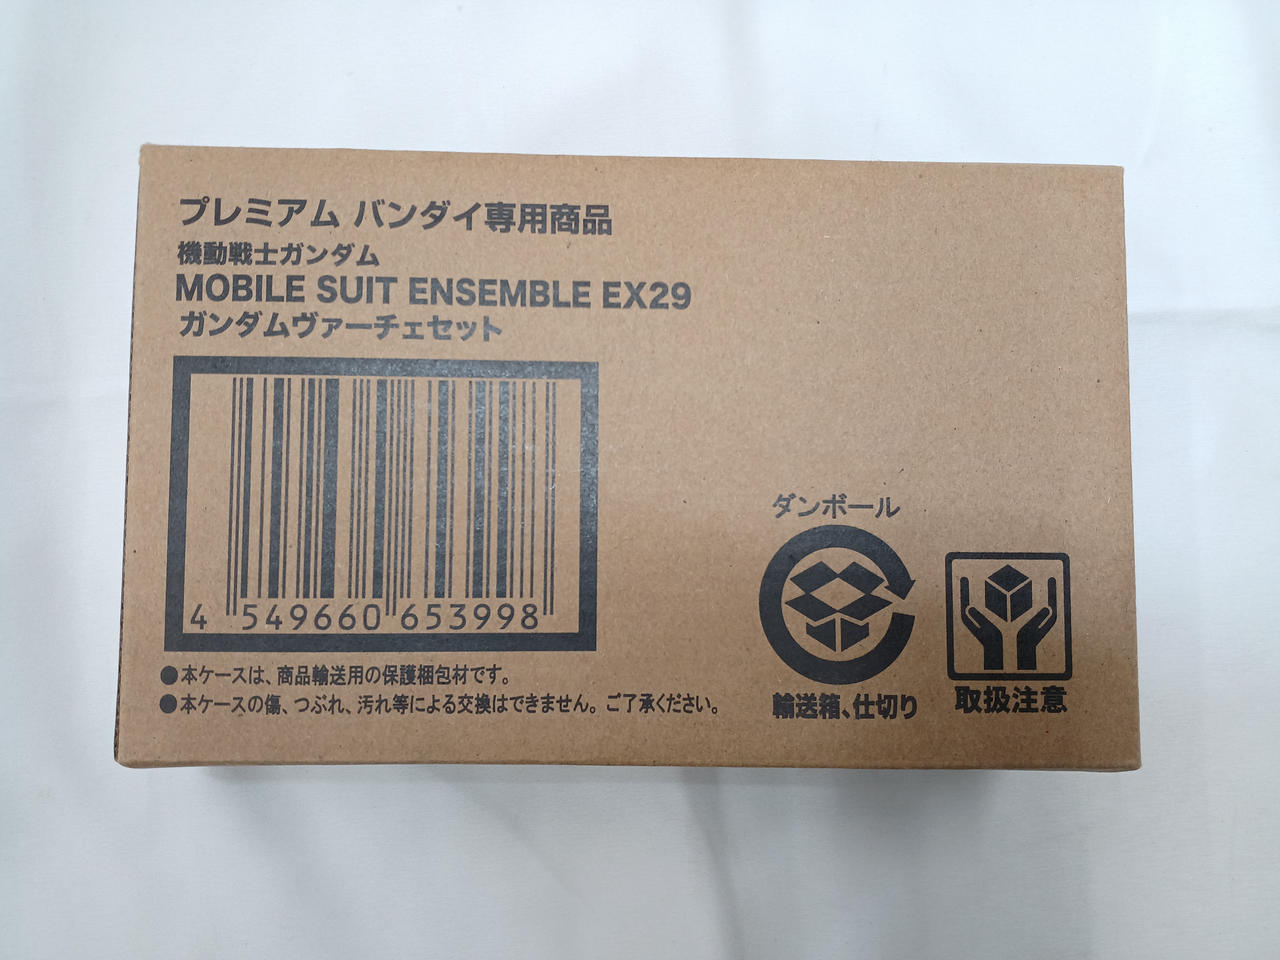 プレミアム バンダイ専用商品
機動戦士ガンダム
MOBILE SUIT ENSEMBLE EX29
ガンダムヴァーチェセット
4 549660 653998
●本ケースは、商品輸送用の保護梱包材です。
●本ケースの傷、つぶれ、汚れ等による交換はできません。ご了承ください。
ダンボール
輸送箱、仕切り
取扱注意